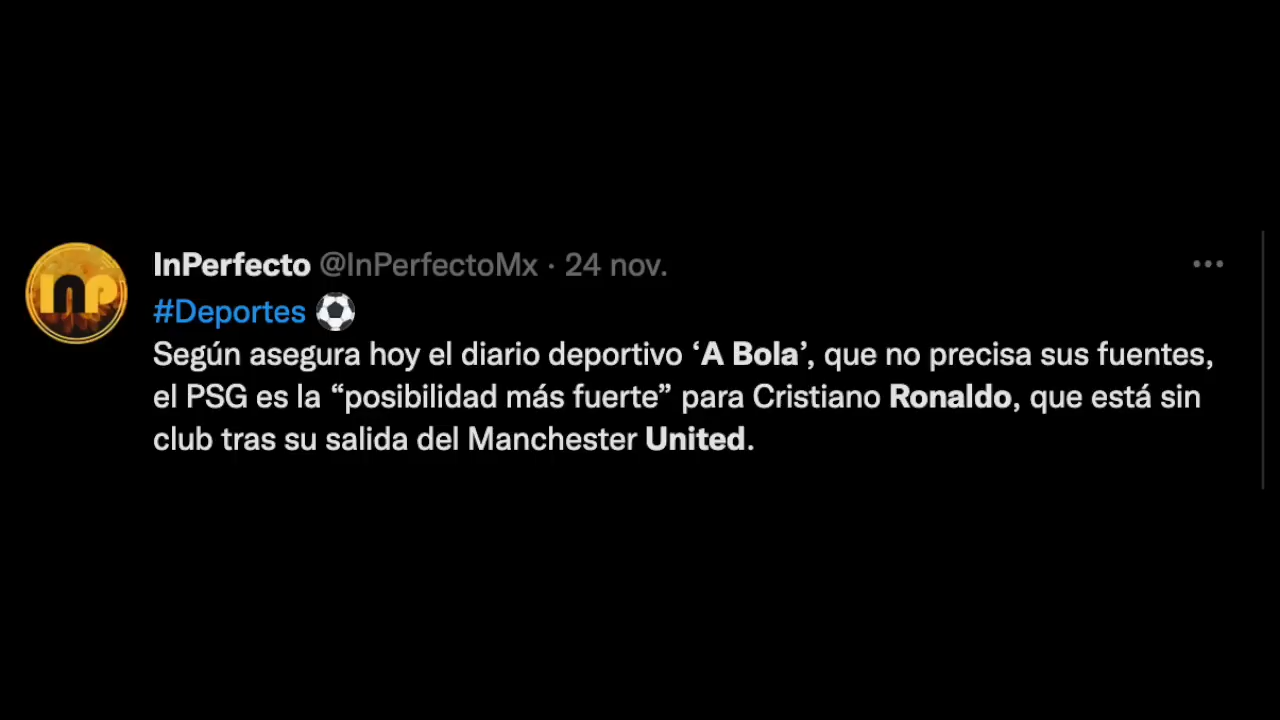 InP
InPerfecto @InPerfectoMx · 24 nov.
#Deportes ⚽
Según asegura hoy el diario deportivo ‘A Bola’, que no precisa sus fuentes,
el PSG es la “posibilidad más fuerte” para Cristiano Ronaldo, que está sin
club tras su salida del Manchester United.